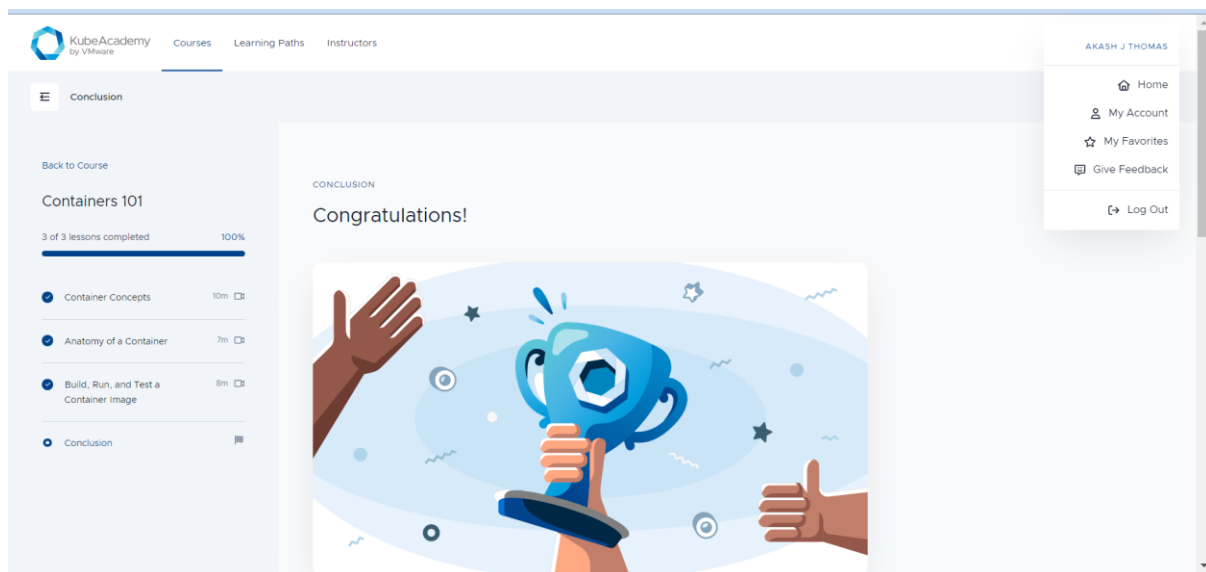 KubeAcademy
by VMware
Courses
Learning Paths
Instructors
AKASH J THOMAS
Home
My Account
My Favorites
Give Feedback
Log Out
Conclusion
Back to Course
Containers 101
3 of 3 lessons completed
100%
Container Concepts
10m
Anatomy of a Container
7m
Build, Run, and Test a
Container Image
8m
Conclusion
CONCLUSION
Congratulations!